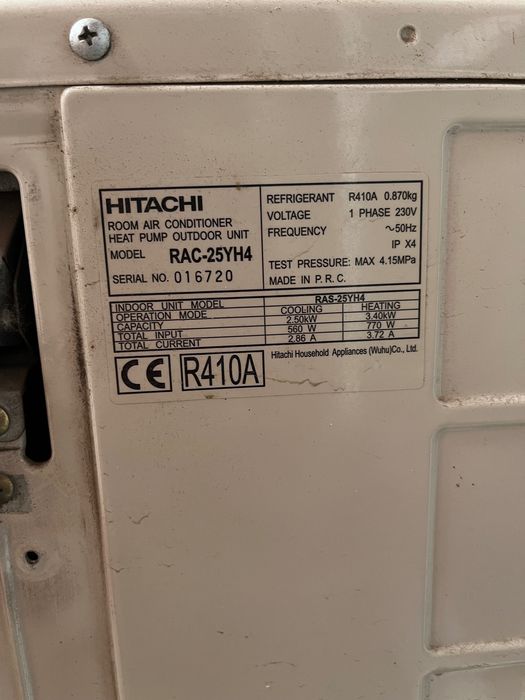 HITACHI
ROOM AIR CONDITIONER
HEAT PUMP OUTDOOR UNIT
MODEL RAC-25YH4
SERIAL NO. 016720
REFRIGERANT R410A 0.870kg
VOLTAGE 1 PHASE 230V
FREQUENCY ~50Hz
IP X4
TEST PRESSURE: MAX 4.15MPa
MADE IN P. R. C.
INDOOR UNIT MODEL RAS-25YH4
OPERATION MODE COOLING HEATING
CAPACITY 2.50kW 3.40kW
TOTAL INPUT 560 W 770 W
TOTAL CURRENT 2.86 A 3.72 A
CE R410A Hitachi Household Appliances (Wuhu)Co., Ltd.